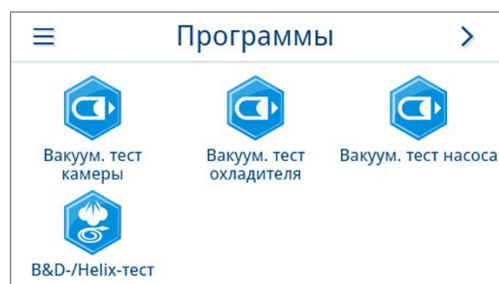 Программы
Вакуум. тест
камеры
Вакуум. тест
охладителя
Вакуум. тест насоса
B&D-/Helix-тест